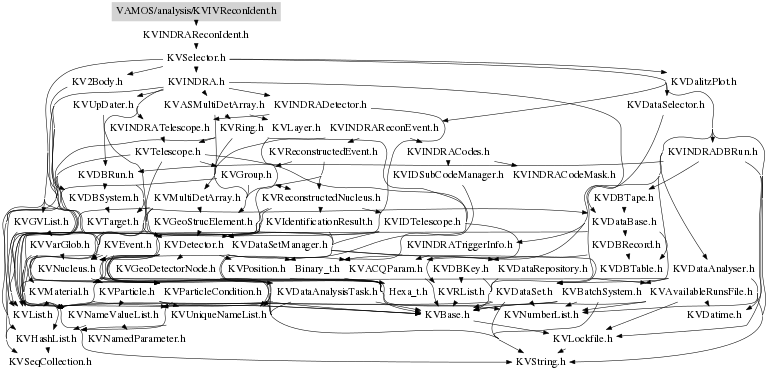 VAMOS/analysis/KVIVReconIdent.h
KVINDRAReconIdent.h
KVSelector.h
KV2Body.h KVINDRA.h KVDalitzPlot.h
KVUpDater.h KVASMultiDetArray.h KVINDRADetector.h KVDataSelector.h
KVINDRATelescope.h KVRing.h KVLayer.h KVINDRAReconEvent.h
KVTelescope.h KVReconstructedEvent.h KVINDRACodes.h KVINDRADBRun.h
KVDBRun.h KVGroup.h KVIDSubCodeManager.h KVINDRACodeMask.h
KVDBSystem.h KVMultiDetArray.h KVReconstructedNucleus.h KVDBTape.h
KVGVList.h KVTarget.h KVGeoStrucElement.h KVIdentificationResult.h KVIDTelescope.h KVDataBase.h
KVVarGlob.h KVEvent.h KVDetector.h KVDataSetManager.h KVINDRATriggerInfo.h KVDBRecord.h
KVNucleus.h KVGeoDetectorNode.h KVPosition.h Binary_t.h KVACQParam.h KVDBKey.h KVDataRepository.h KVDBTable.h KVDataAnalyser.h
KVMaterial.h KVParticle.h KVParticleCondition.h KVDataAnalysisTask.h Hexa_t.h KVRList.h KVDataSet.h KVBatchSystem.h KVAvailableRunsFile.h
KVList.h KVNameValueList.h KVUniqueNameList.h KVBase.h KVNumberList.h KVDatime.h
KVHashList.h KVNamedParameter.h KVLockfile.h
KVSeqCollection.h KVString.h